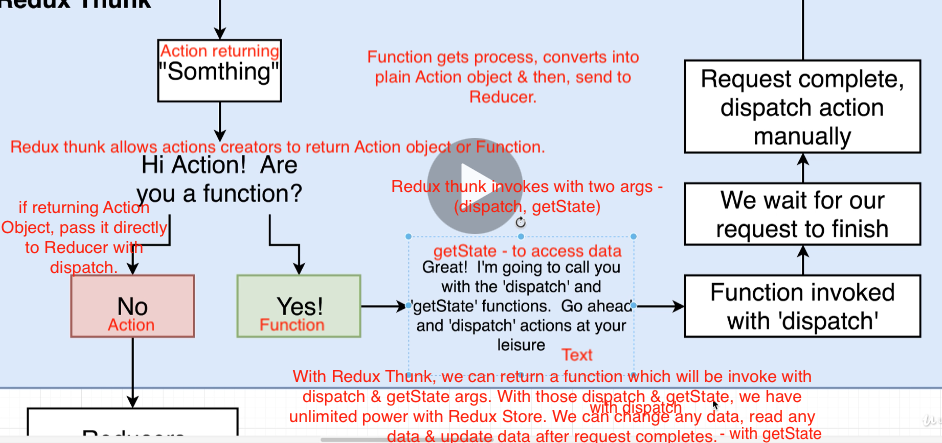 Redux Thunk
Action returning
"Somthing"
Function gets process, converts into
plain Action object & then, send to
Reducer.
Request complete,
dispatch action
manually
Redux thunk allows actions creators to return Action object or Function.
Hi Action! Are
you a function?
Redux thunk invokes with two args -
(dispatch, getState)
We wait for our
request to finish
if returning Action
Object, pass it directly
to Reducer with
dispatch.
getState - to access data
Great! I'm going to call you
with the 'dispatch' and
'getState' functions. Go ahead
and 'dispatch' actions at your
leisure
Text
No
Action
Yes!
Function
Function invoked
with 'dispatch'
With Redux Thunk, we can return a function which will be invoke with
dispatch & getState args. With those dispatch & getState, we have
with dispatch
unlimited power with Redux Store. We can change any data, read any
data & update data after request completes.
- with getState
Reducers